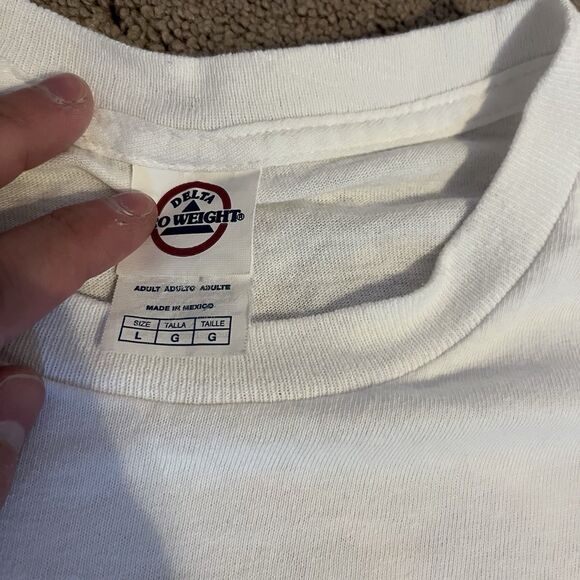 DELTA
O WEIGHT®
ADULT ADULTO ADULTE
MADE IN MEXICO
SIZE TALLA TAILLE
L G G